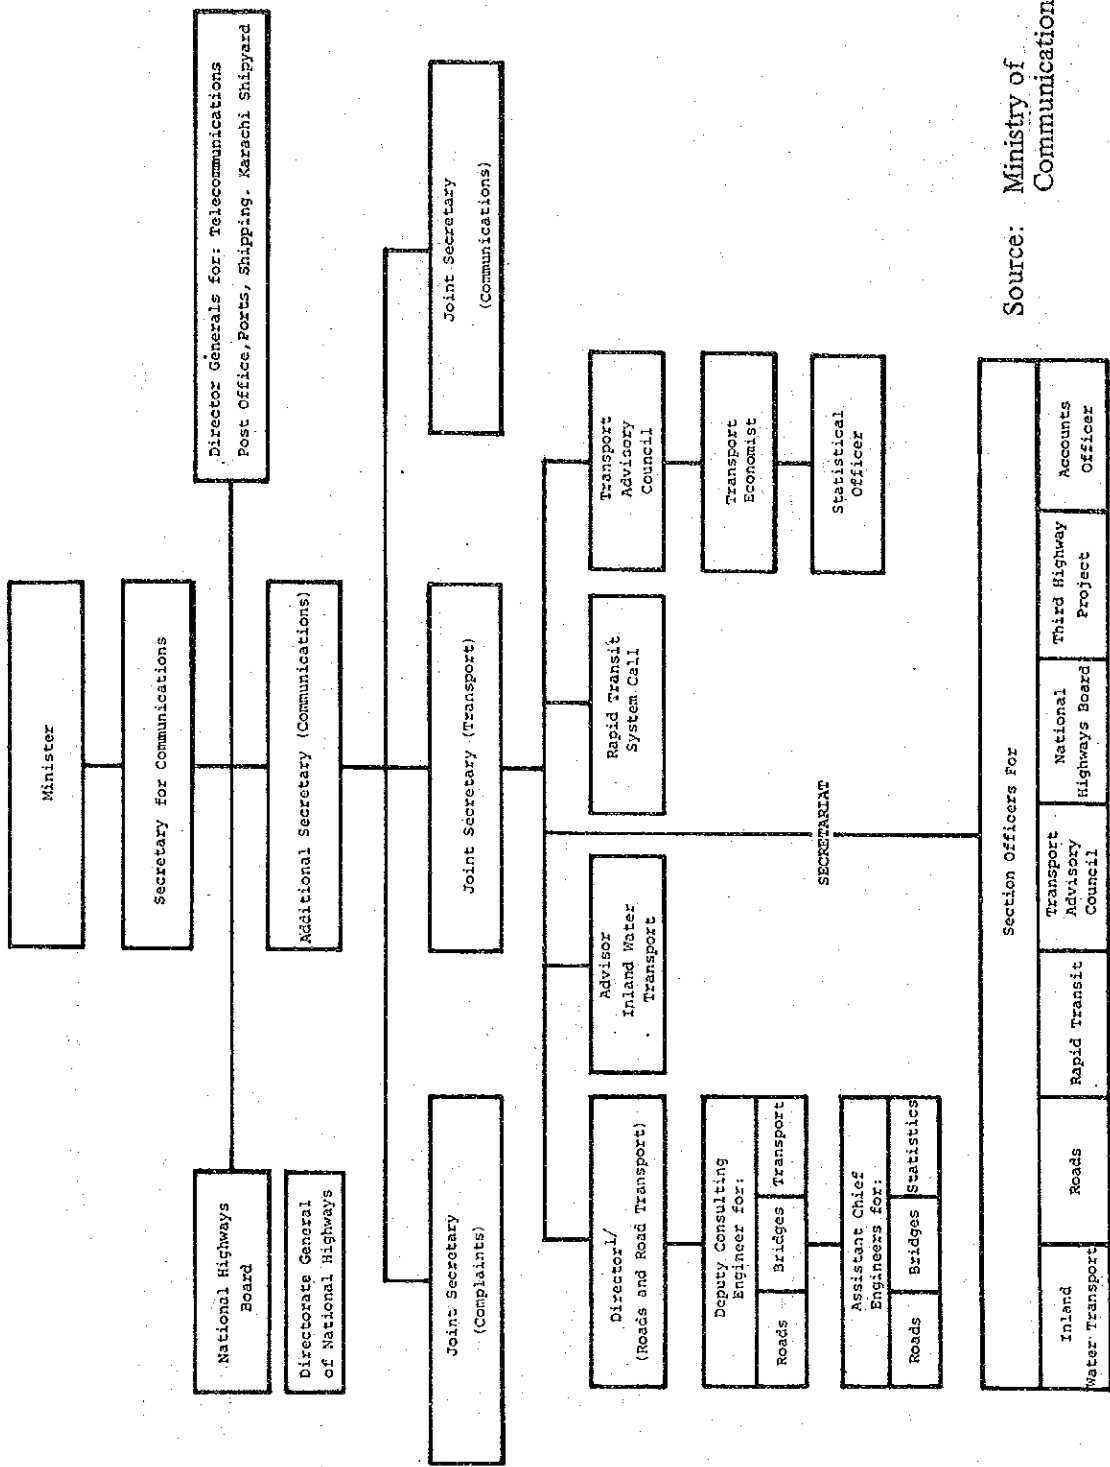 Minister
Secretary for Communications
Director Generals for: Telecommunications
Post Office, Ports, Shipping. Karachi Shipyard
National Highways
Board
Directorate General
of National Highways
Additional Secretary (Communications)
Joint Secretary
(Complaints)
Joint Secretary (Transport)
Joint Secretary
(Communications)
Director1/
(Roads and Road Transport)
Advisor
Inland Water
Transport
Rapid Transit
System Call
Transport
Advisory
Council
Deputy Consulting
Engineer for:
Roads
Bridges
Transport
Transport
Economist
Assistant Chief
Engineers for:
Roads
Bridges
Statistics
Statistical
Officer
SECRETARIAT
Section Officers For
Inland
Water Transport
Roads
Rapid Transit
Transport
Advisory
Council
National
Highways Board
Third Highway
Project
Accounts
Officer
Source: Ministry of
Communication